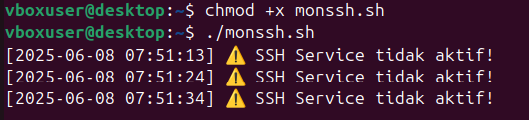 vboxuser@desktop:~$ chmod +x monssh.sh
vboxuser@desktop:~$ ./monssh.sh
[2025-06-08 07:51:13] ⚠️ SSH Service tidak aktif!
[2025-06-08 07:51:24] ⚠️ SSH Service tidak aktif!
[2025-06-08 07:51:34] ⚠️ SSH Service tidak aktif!